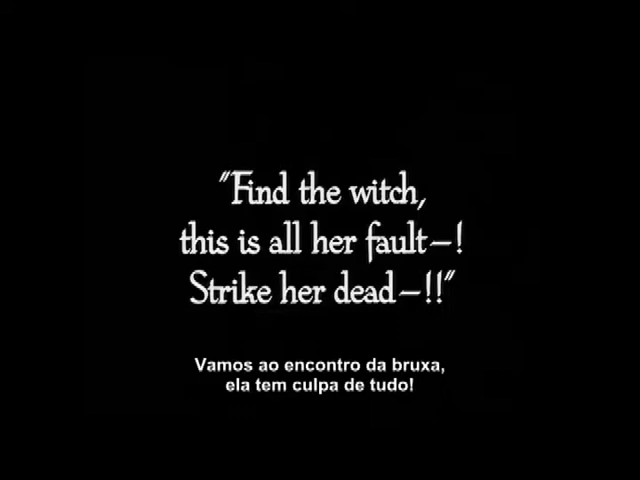 "Find the witch,
this is all her fault—!
Strike her dead—!!"
Vamos ao encontro da bruxa,
ela tem culpa de tudo!